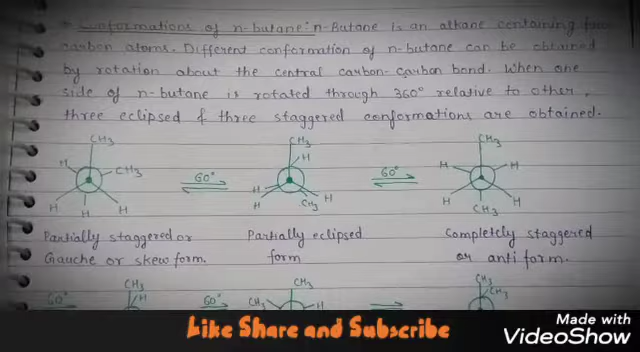 Conformations of n-butane: n-Butane is an alkane containing
carbon atoms. Different conformation of n-butane can be obtained
by rotation about the central carbon-carbon bond. When one
side of n-butane is rotated through 360° relative to other,
three eclipsed & three staggered conformations are obtained.
CH3 CH3 CH3
H CH3 60° H 60° H H
H H H H H CH3 H H CH3 H
Partially staggered or Partially eclipsed Completely staggered
Gauche or skew form. form or anti form.
60° CH3 H 60° CH3 CH3 H CH3 CH3
Like Share and Subscribe
Made with
VideoShow